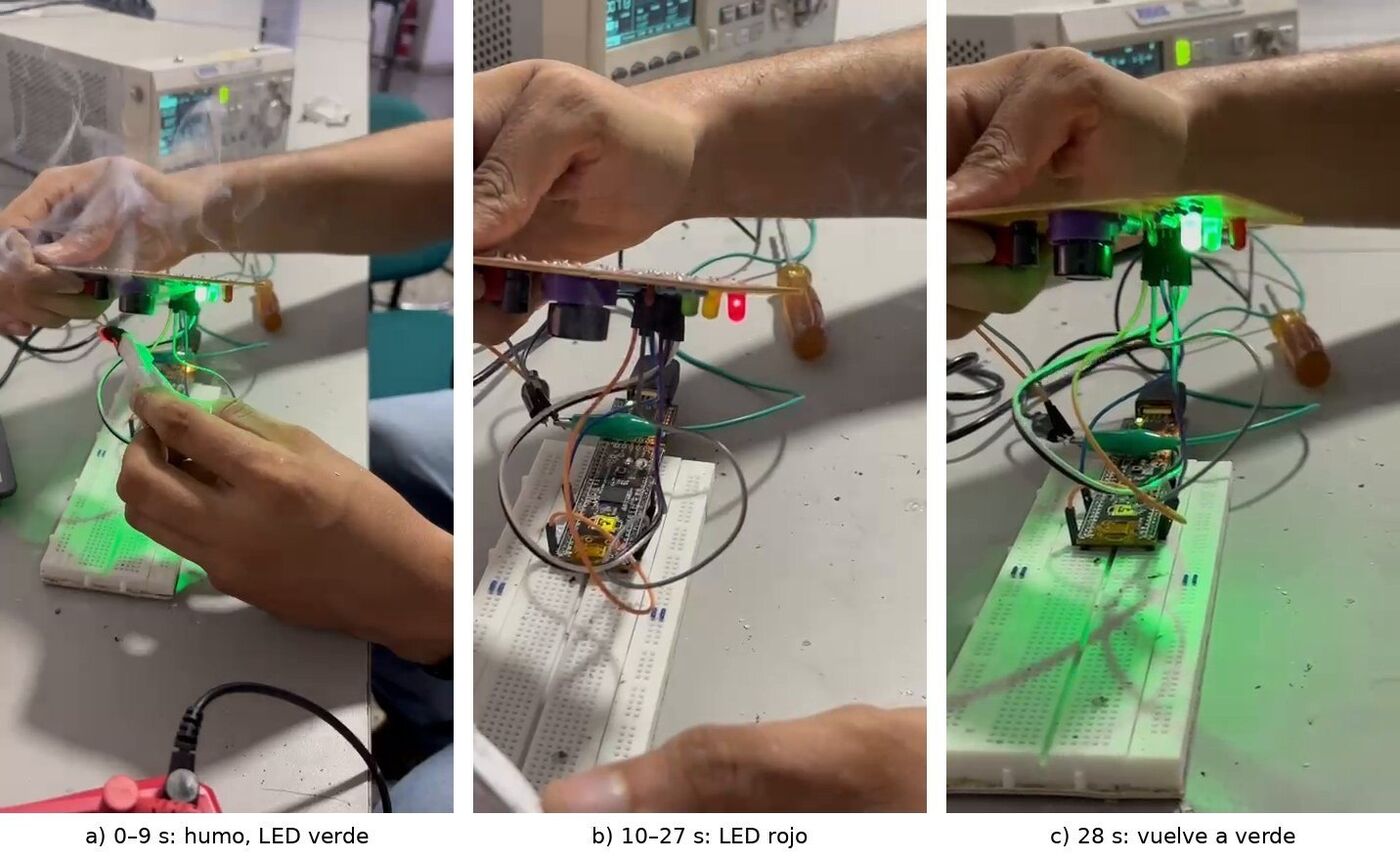 a) 0–9 s: humo, LED verde
b) 10–27 s: LED rojo
c) 28 s: vuelve a verde